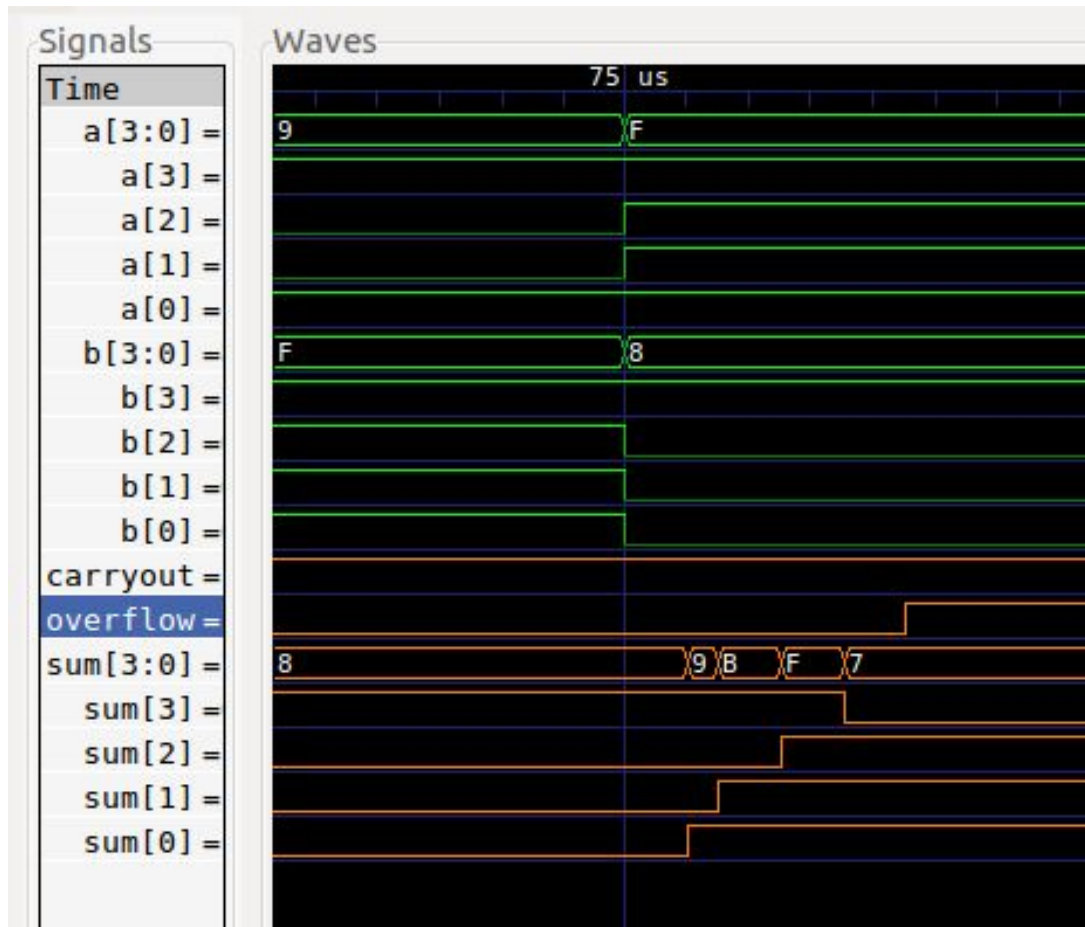 Signals Waves
Time 75 us
a[3:0] = 9 F
a[3] =
a[2] =
a[1] =
a[0] =
b[3:0] = F 8
b[3] =
b[2] =
b[1] =
b[0] =
carryout =
overflow =
sum[3:0] = 8 9 B F 7
sum[3] =
sum[2] =
sum[1] =
sum[0] =